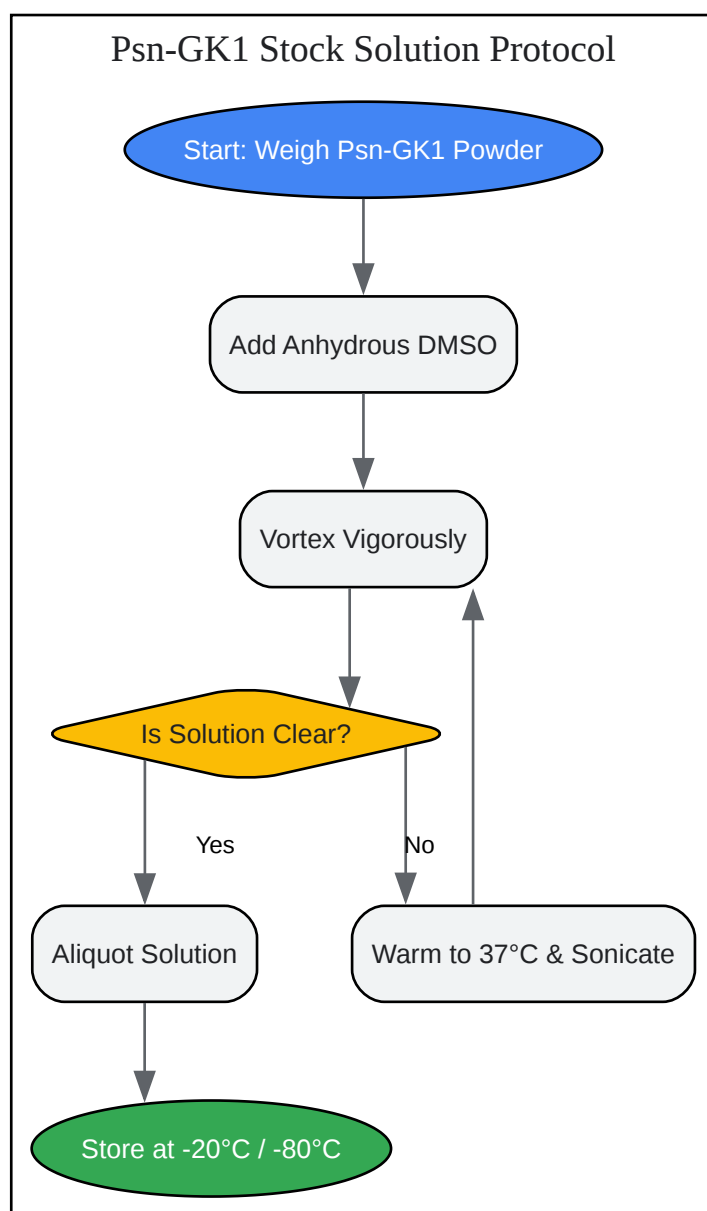 Psn-GK1 Stock Solution Protocol
Start: Weigh Psn-GK1 Powder
Add Anhydrous DMSO
Vortex Vigorously
Is Solution Clear?
Yes
No
Aliquot Solution
Warm to 37°C & Sonicate
Store at -20°C / -80°C